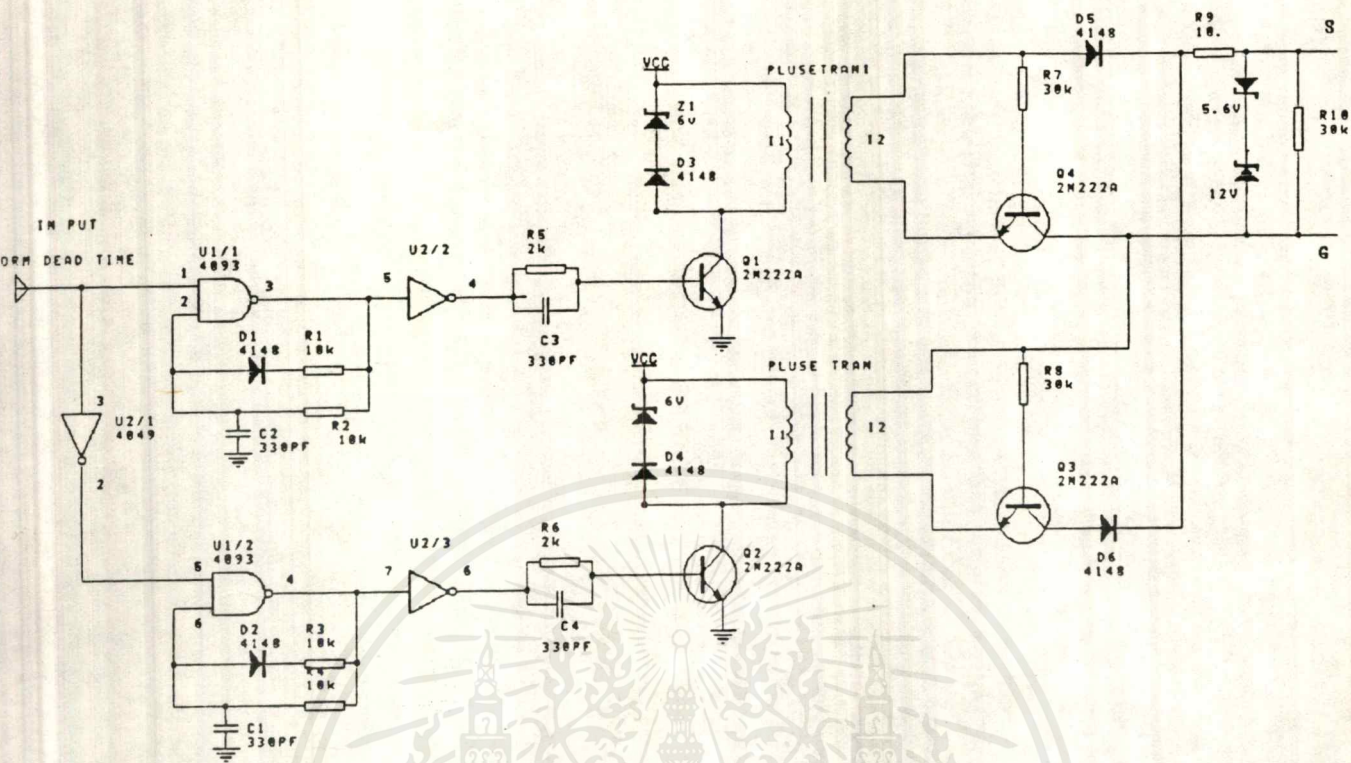 D5
4148
R9
10.
S
VCC
PLUSETRAN1
R7
30k
Z1
6V
5.6V
R10
30k
I1
I2
D3
4148
Q4
2N222A
12V
IN PUT
ORM DEAD TIME
G
U1/1
4093
U2/2
R5
2k
1
2
3
5
4
Q1
2N222A
D1
4148
R1
10k
C3
330PF
VCC
PLUSE TRAN
R8
30k
6V
3
U2/1
4049
R2
10k
C2
330PF
I1
I2
D4
4148
Q3
2N222A
2
R6
2k
U1/2
4093
U2/3
D6
4148
5
6
4
7
6
Q2
2N222A
D2
4148
R3
10k
C4
330PF
R4
10k
C1
330PF